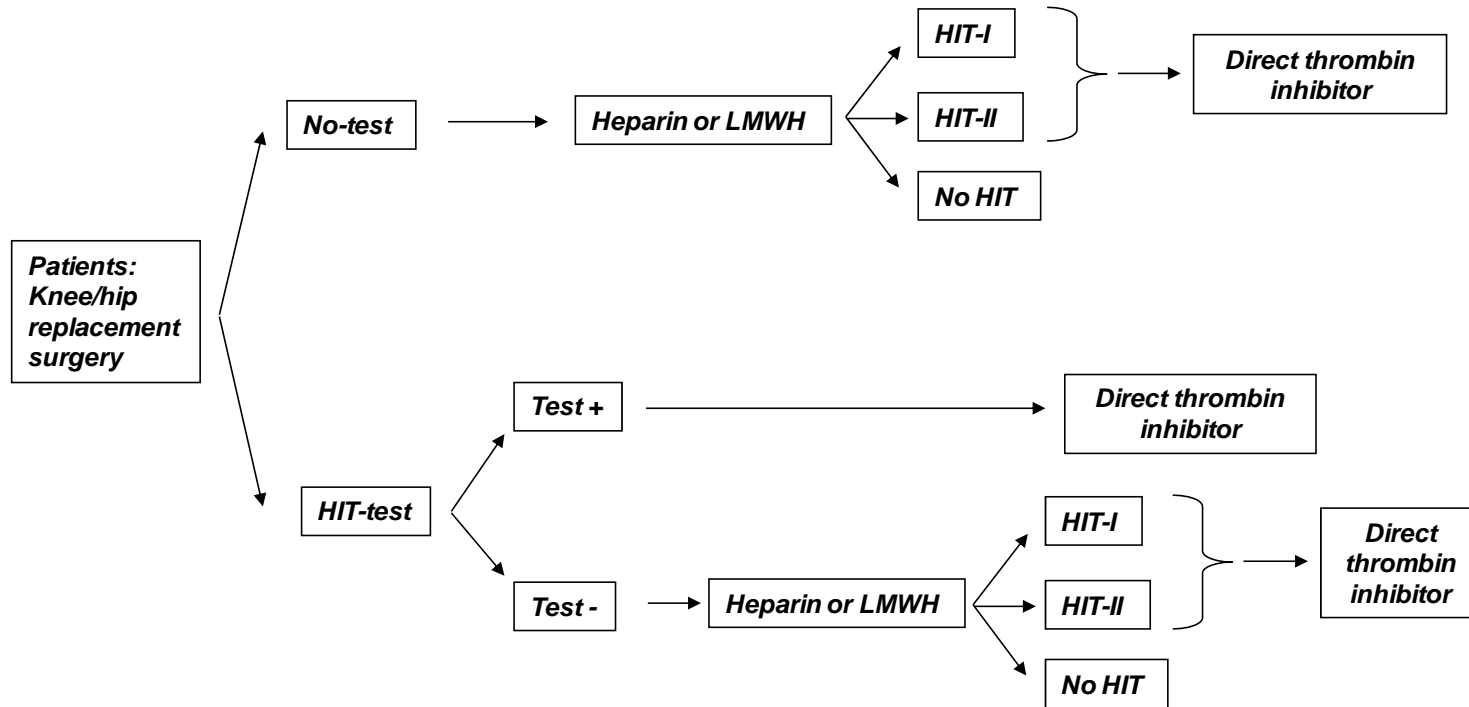 HIT-I
Direct thrombin
inhibitor
No-test
Heparin or LMWH
HIT-II
No HIT
Patients:
Knee/hip
replacement
surgery
Test +
Direct thrombin
inhibitor
HIT-test
HIT-I
Direct
thrombin
inhibitor
Test -
Heparin or LMWH
HIT-II
No HIT